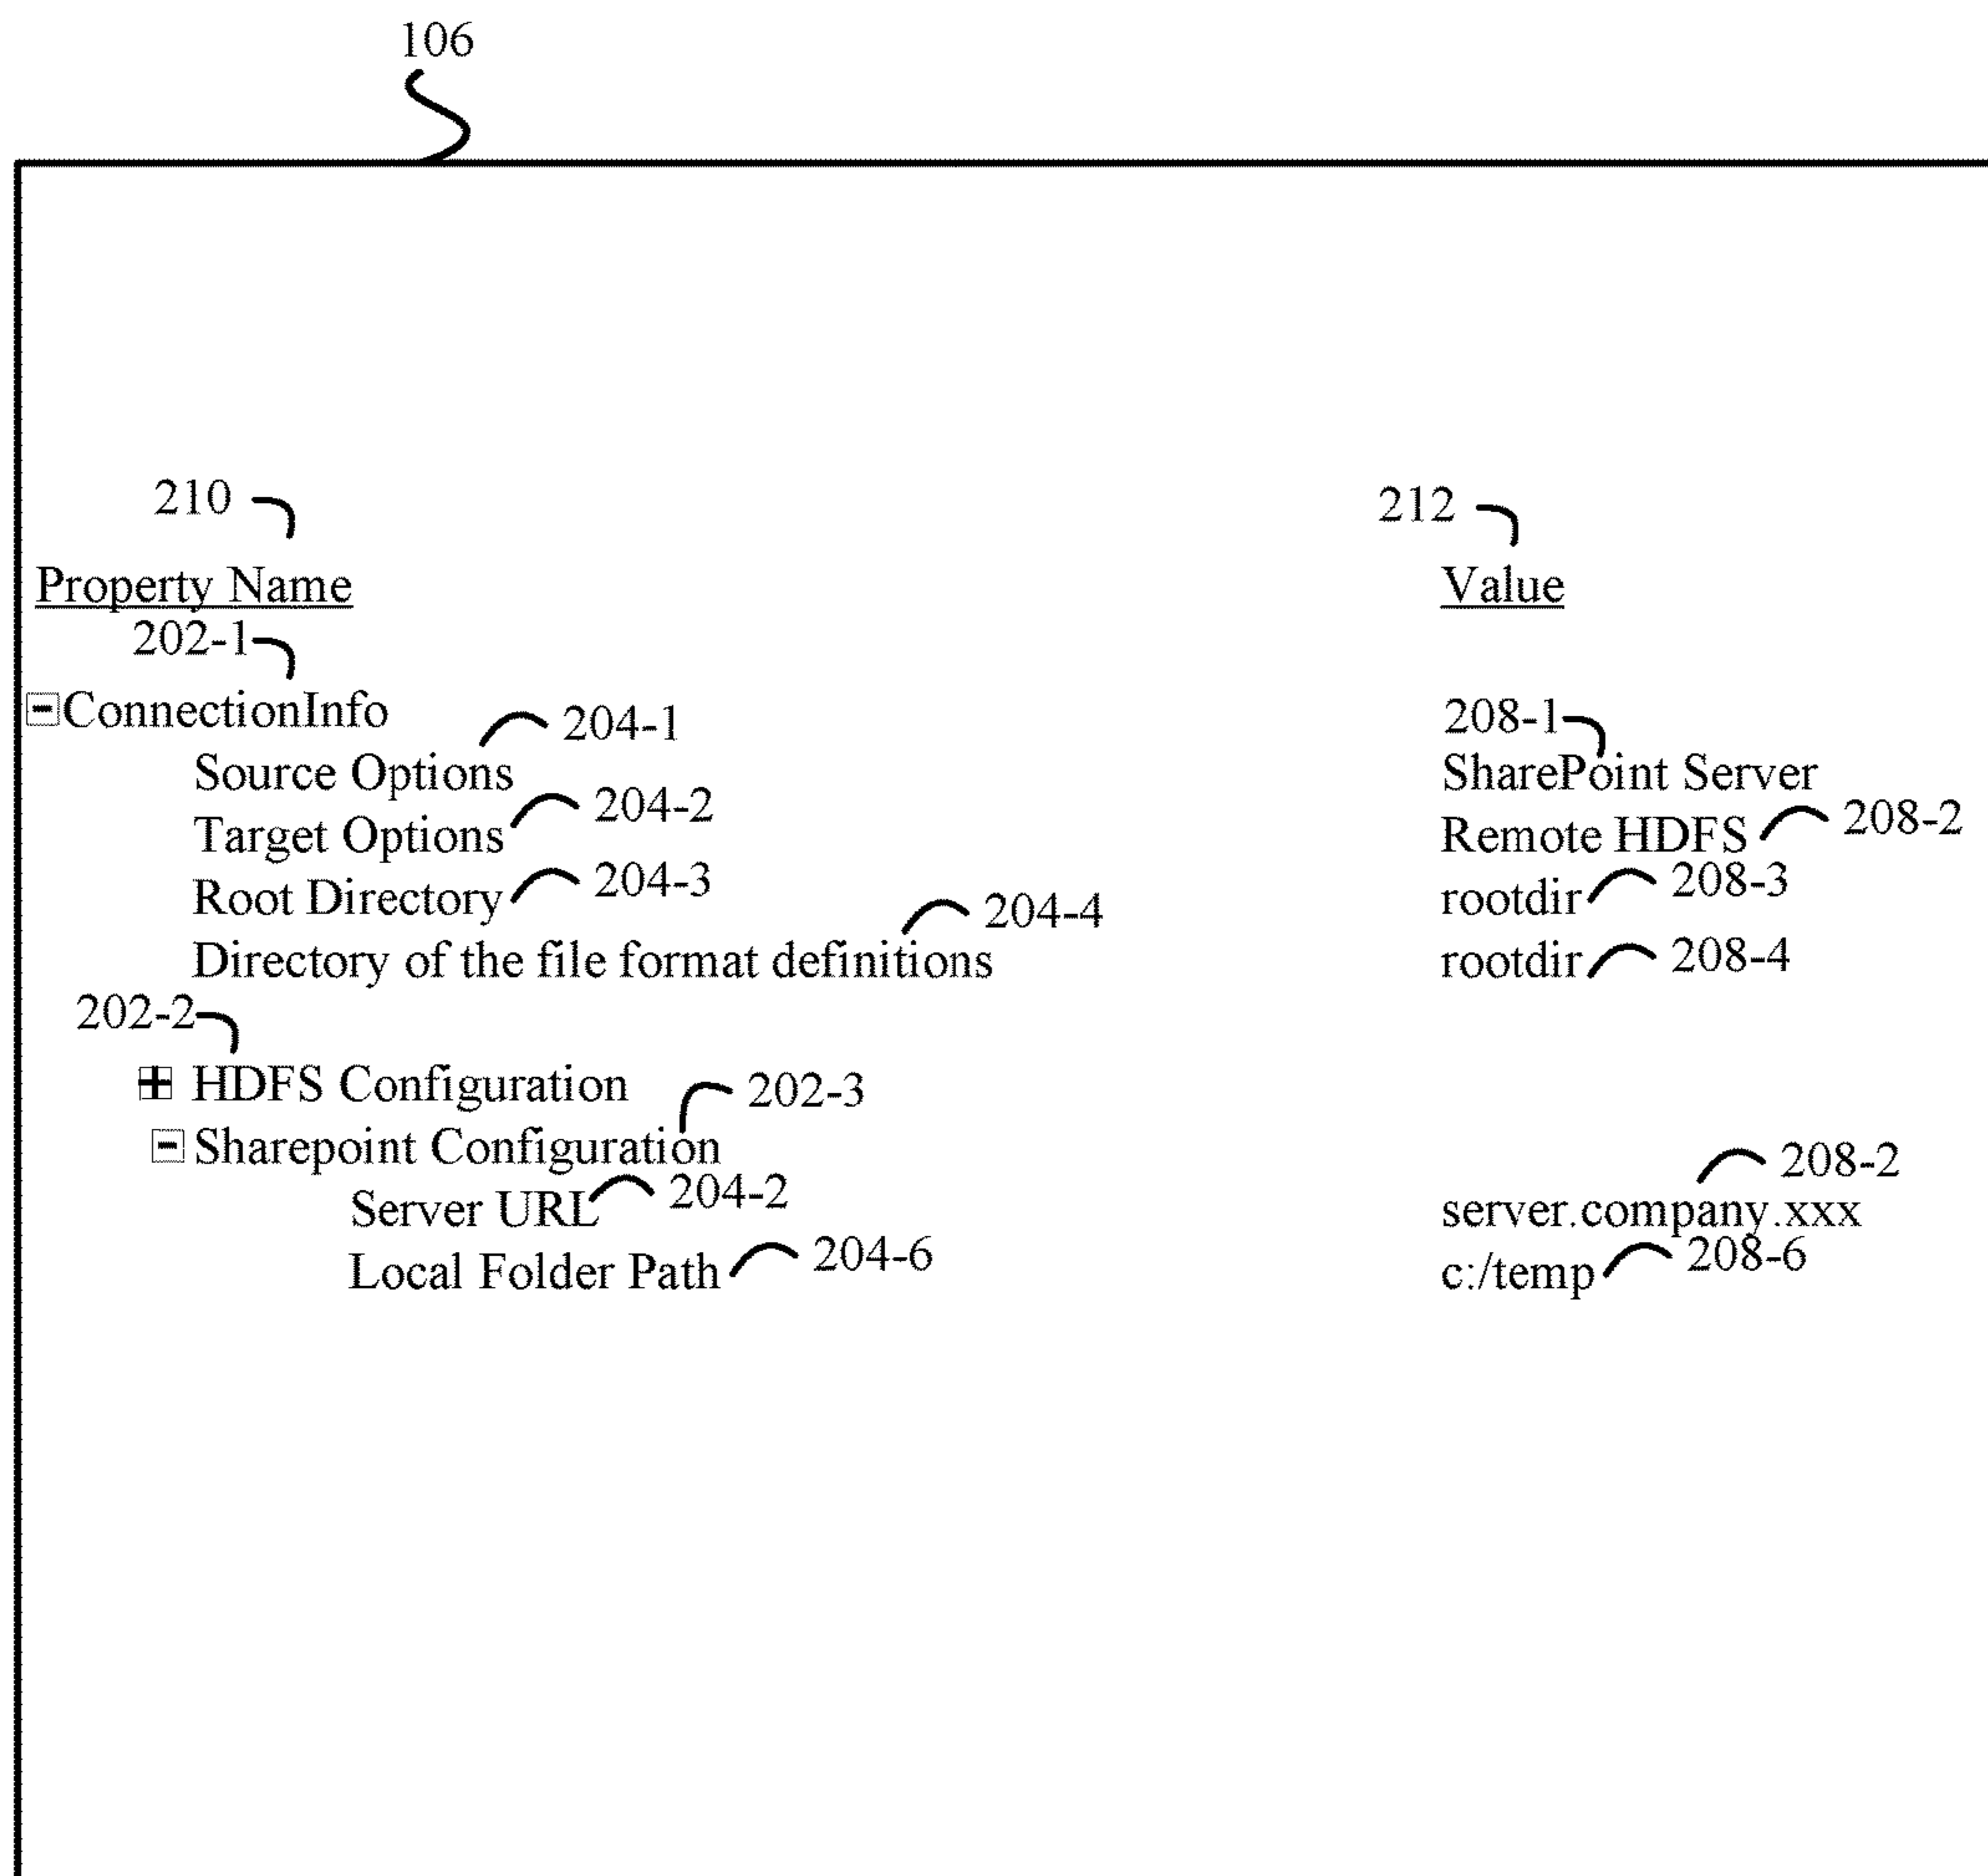 106
210 212
Property Name Value
202-1
ConnectionInfo 204-1 208-1
Source Options SharePoint Server
204-2
Target Options Remote HDFS 208-2
Root Directory 204-3 rootdir 208-3
204-4
Directory of the file format definitions rootdir 208-4
202-2
HDFS Configuration 202-3
Sharepoint Configuration 208-2
Server URL 204-2 server.company.xxx
Local Folder Path 204-6 c:/temp 208-6